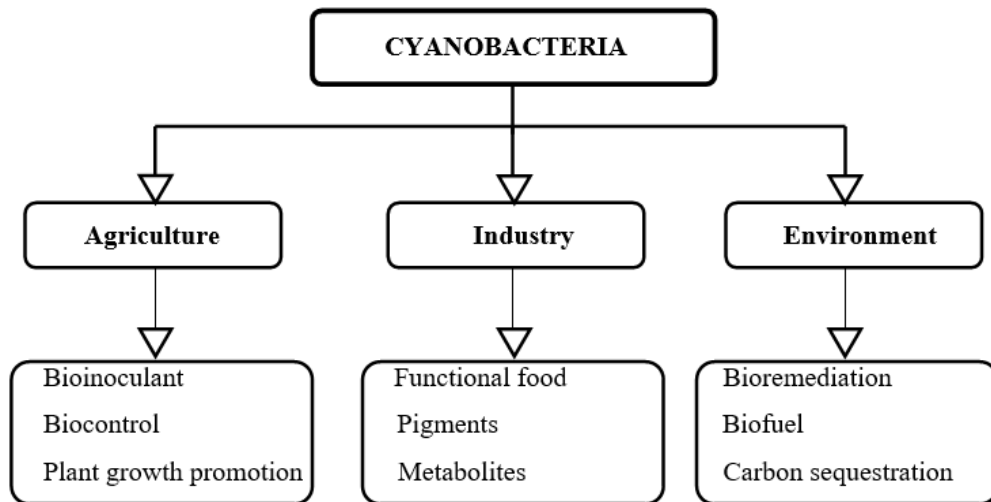 CYANOBACTERIA
Agriculture
Industry
Environment
Bioinoculant
Biocontrol
Plant growth promotion
Functional food
Pigments
Metabolites
Bioremediation
Biofuel
Carbon sequestration